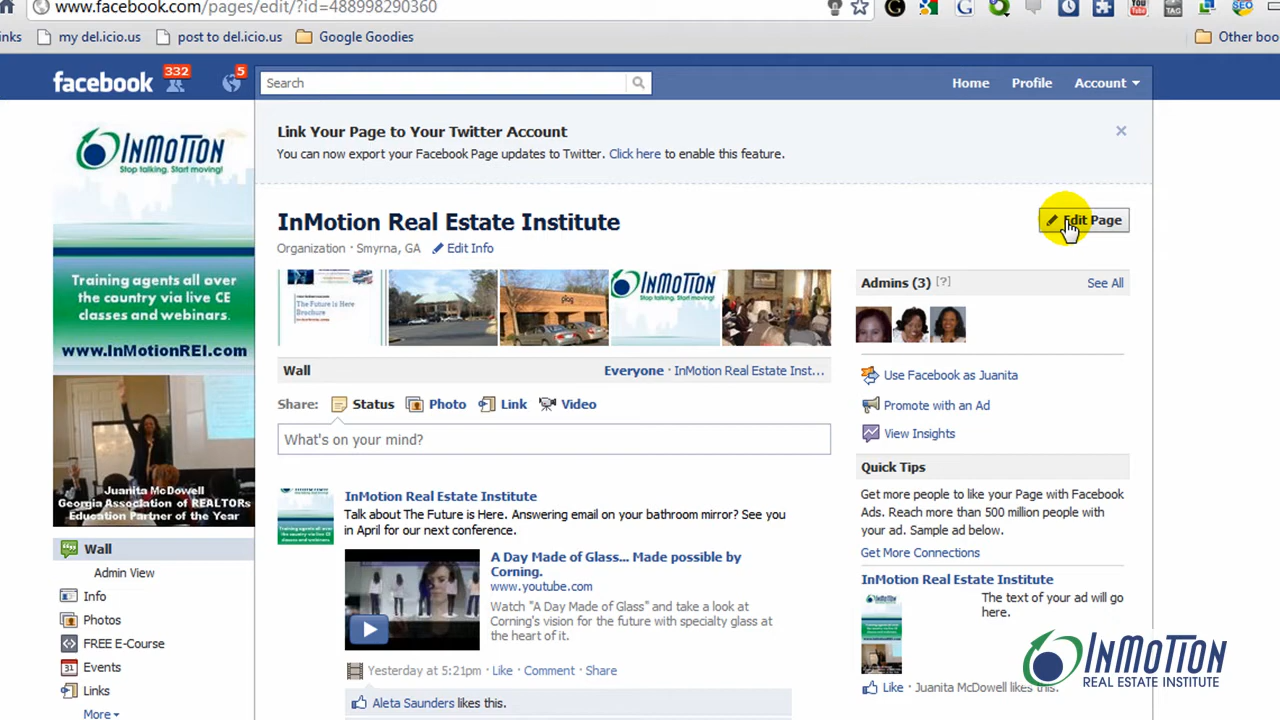 www.facebook.com/pages/edit/?id=488998290360
inks
my del.icio.us
post to del.icio.us
Google Goodies
Other boo
facebook
332
5
Search
Home
Profile
Account
Link Your Page to Your Twitter Account
You can now export your Facebook Page updates to Twitter. Click here to enable this feature.
InMotion
Stop talking. Start moving!
Training agents all over
the country via live CE
classes and webinars.
www.InMotionREI.com
Juanita McDowell
Georgia Association of REALTORs
Education Partner of the Year
Wall
Admin View
Info
Photos
FREE E-Course
Events
Links
More
InMotion Real Estate Institute
Organization · Smyrna, GA
Edit Info
Edit Page
The Future is Here
Brochure
plag
InMotion
Stop talking. Start moving!
Wall
Everyone · InMotion Real Estate Inst...
Share:
Status
Photo
Link
Video
What's on your mind?
InMotion Real Estate Institute
Talk about The Future is Here. Answering email on your bathroom mirror? See you
in April for our next conference.
A Day Made of Glass... Made possible by
Corning.
www.youtube.com
Watch "A Day Made of Glass" and take a look at
Corning's vision for the future with specialty glass at
the heart of it.
Yesterday at 5:21pm · Like · Comment · Share
Aleta Saunders likes this.
Admins (3) [?]
See All
Use Facebook as Juanita
Promote with an Ad
View Insights
Quick Tips
Get more people to like your Page with Facebook
Ads. Reach more than 500 million people with
your ad. Sample ad below.
Get More Connections
InMotion Real Estate Institute
The text of your ad will go
here.
Like · Juanita McDowell likes this.
InMotion
REAL ESTATE INSTITUTE